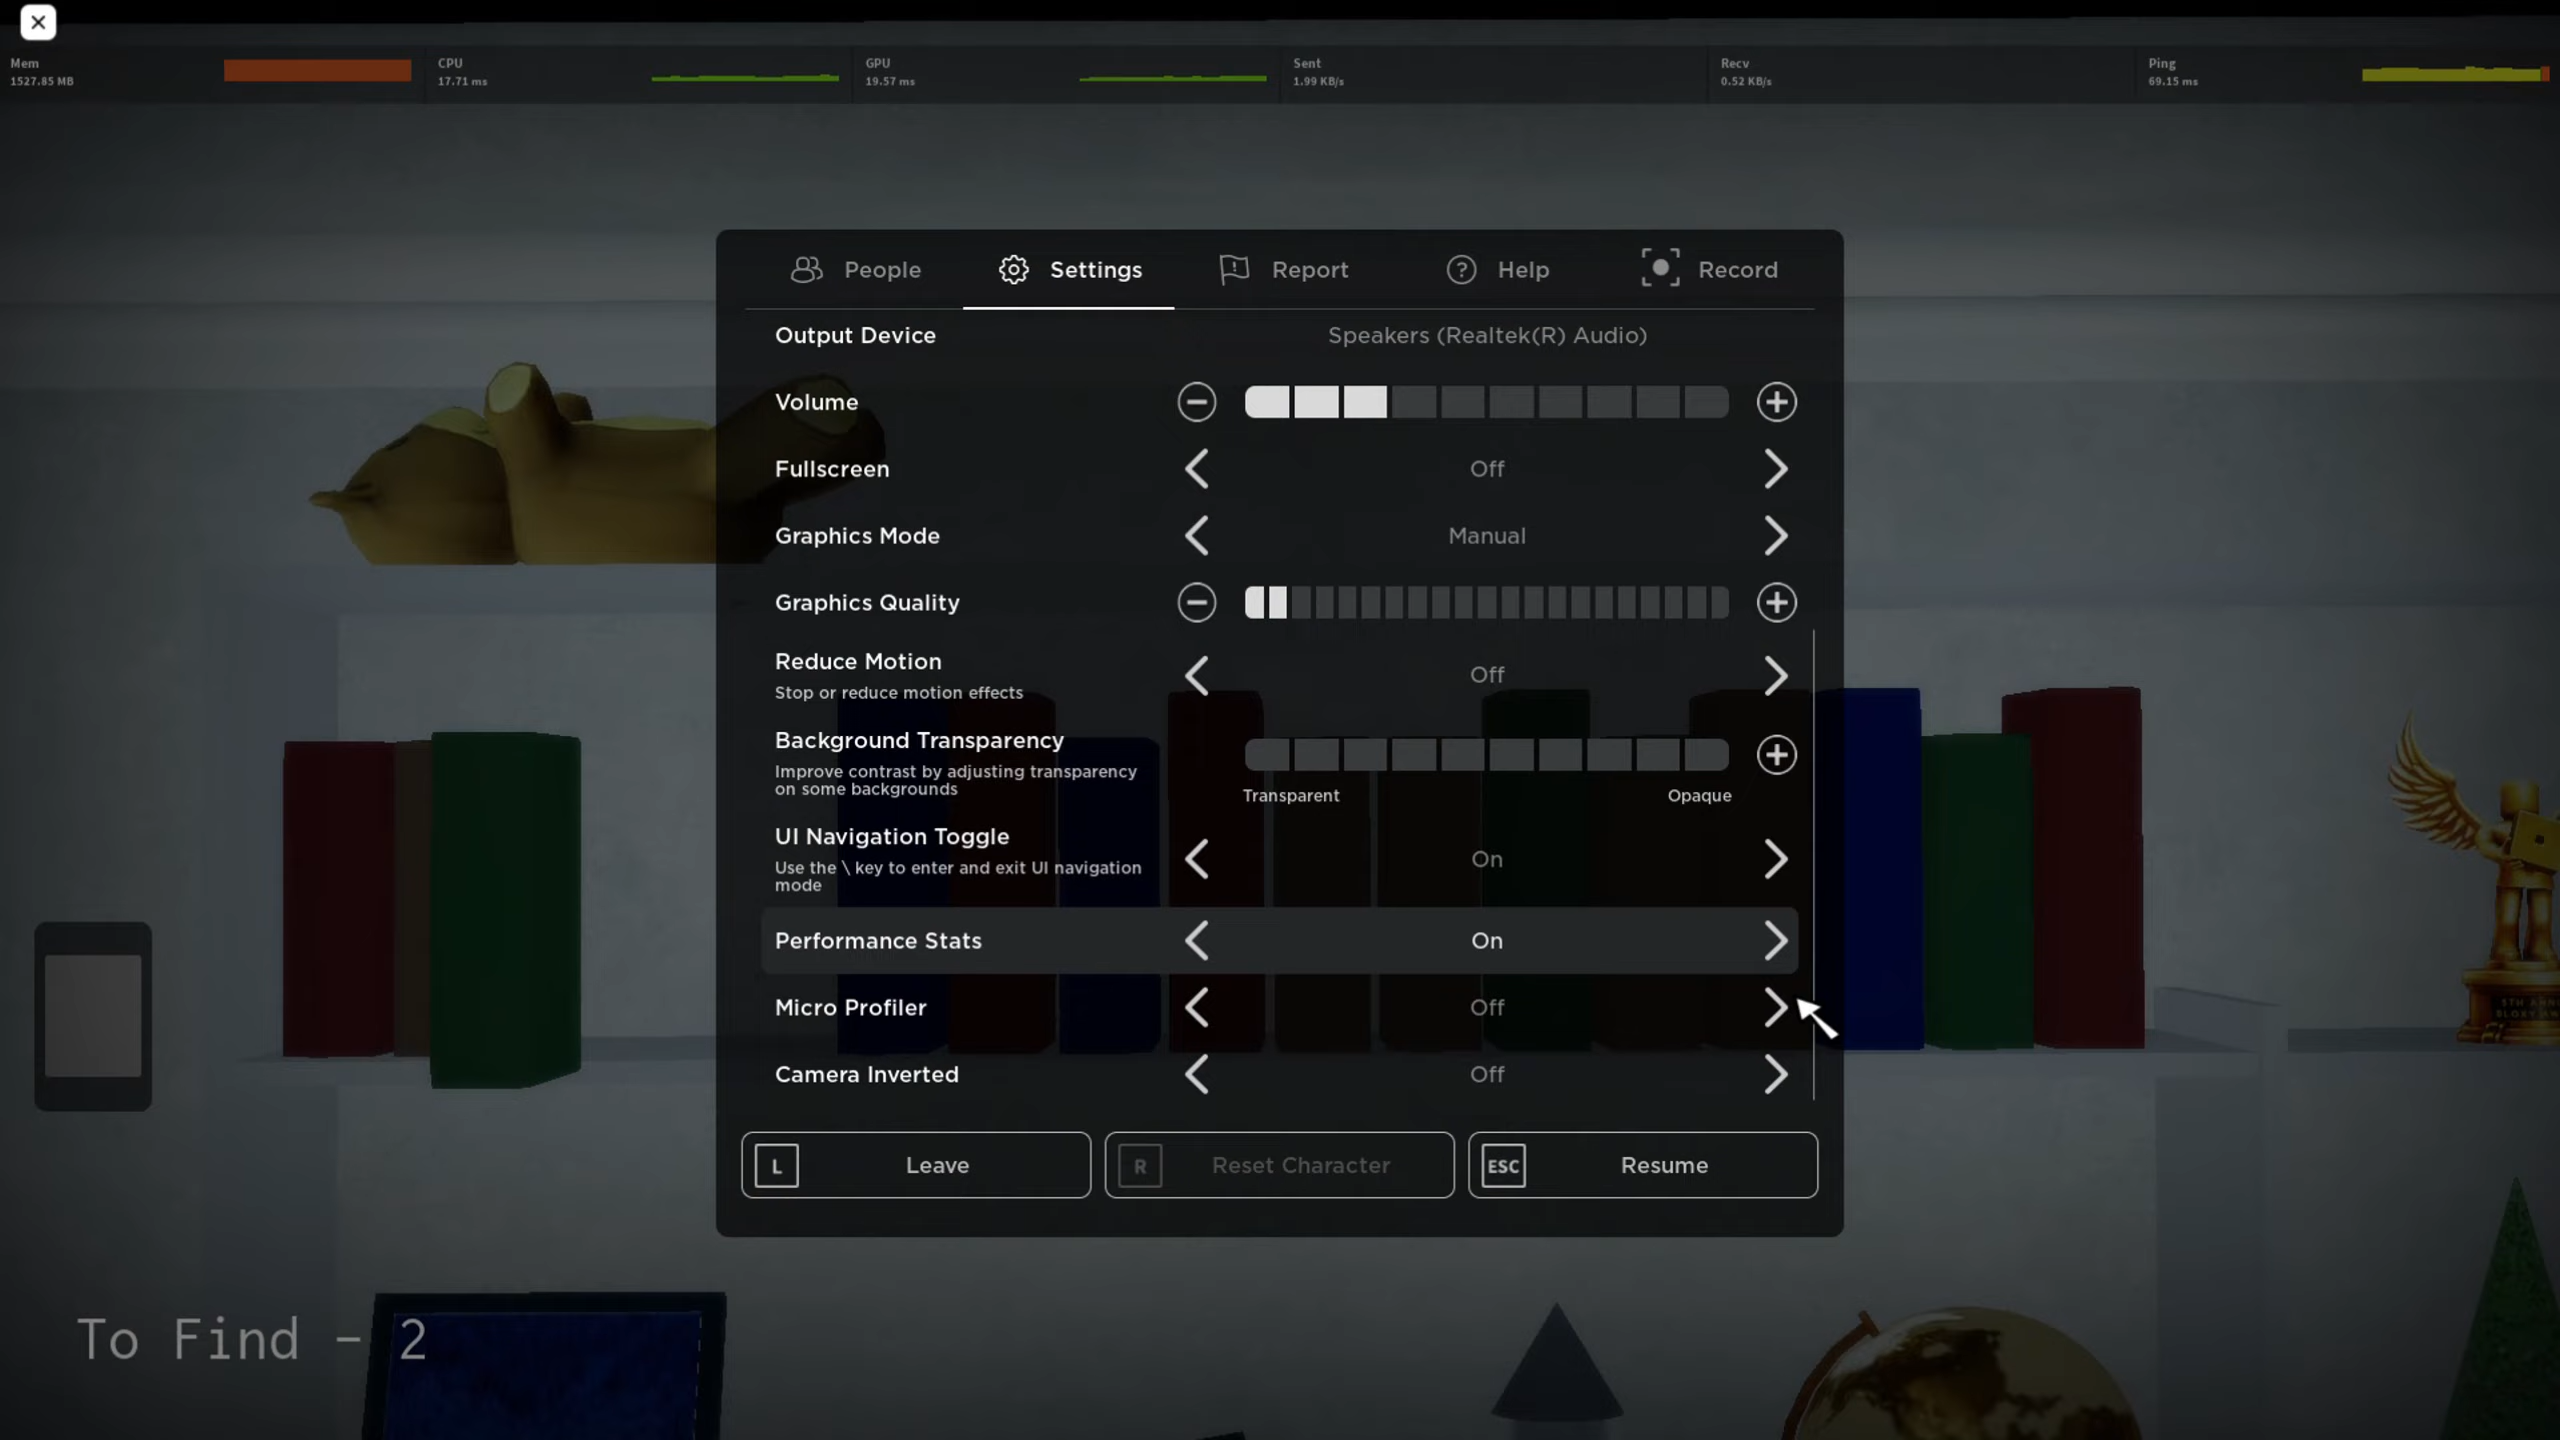 Mem
1527.85 MB
CPU
17.71 ms
GPU
19.57 ms
Sent
1.99 KB/s
Recv
0.52 KB/s
Ping
69.15 ms
People
Settings
Report
Help
Record
Output Device
Speakers (Realtek(R) Audio)
Volume
Fullscreen
Off
Graphics Mode
Manual
Graphics Quality
Reduce Motion
Stop or reduce motion effects
Off
Background Transparency
Improve contrast by adjusting transparency
on some backgrounds
Transparent
Opaque
UI Navigation Toggle
Use the \ key to enter and exit UI navigation
mode
On
Performance Stats
On
Micro Profiler
Off
Camera Inverted
Off
L
Leave
R
Reset Character
ESC
Resume
To Find - 2